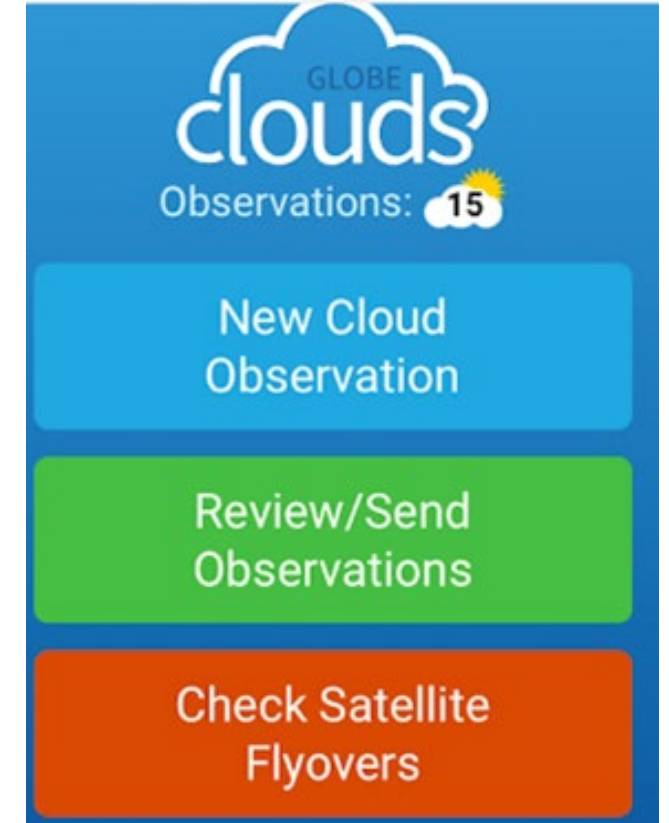 GLOBE
clouds
Observations: 15
New Cloud
Observation
Review/Send
Observations
Check Satellite
Flyovers